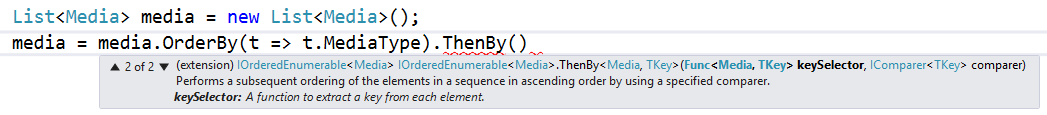 List<Media> media = new List<Media>();
media = media.OrderBy(t => t.MediaType).ThenBy()
▲ 2 of 2 ▼ (extension) IOrderedEnumerable<Media> IOrderedEnumerable<Media>.ThenBy<Media, TKey>(Func<Media, TKey> keySelector, IComparer<TKey> comparer)
Performs a subsequent ordering of the elements in a sequence in ascending order by using a specified comparer.
keySelector: A function to extract a key from each element.